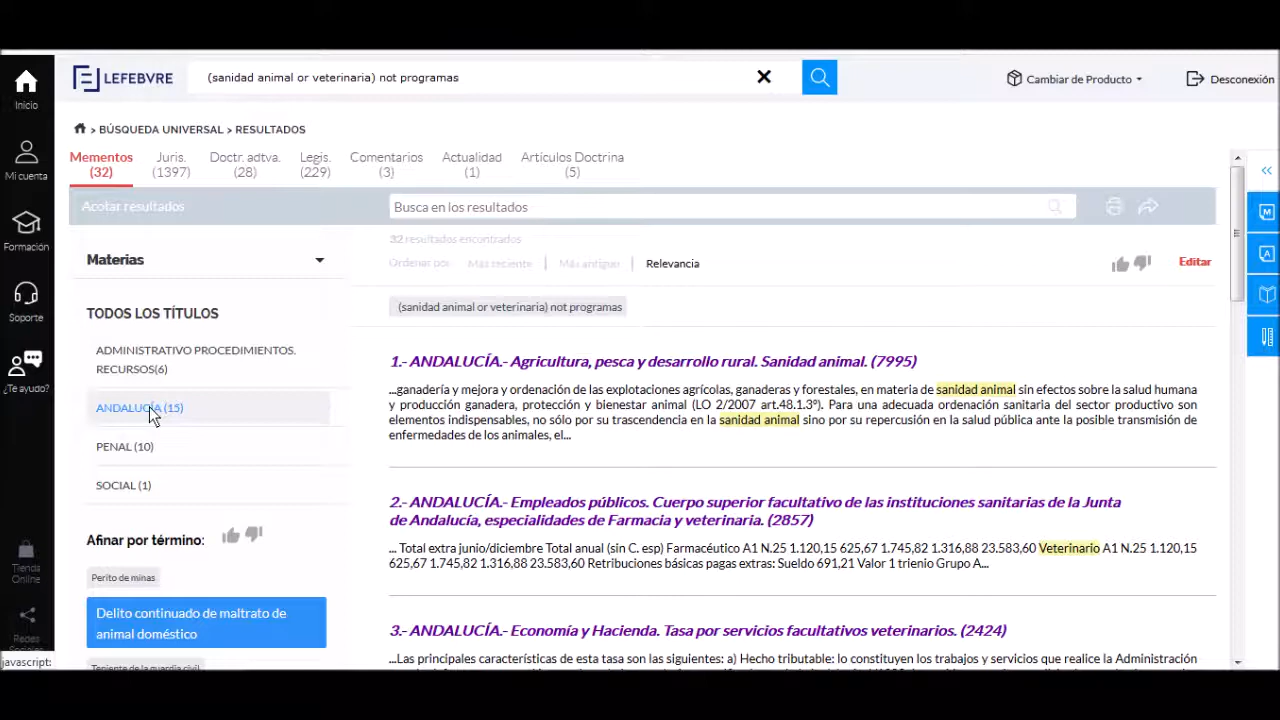 LEFEBVRE
(sanidad animal or veterinaria) not programas
Cambiar de Producto
Desconexión
Inicio
Mi cuenta
Formación
Soporte
¿Te ayudo?
Tienda
Online
Redes
javascript:
> BÚSQUEDA UNIVERSAL > RESULTADOS
Mementos
(32)
Juris.
(1397)
Doctr. adtva.
(28)
Legis.
(229)
Comentarios
(3)
Actualidad
(1)
Artículos Doctrina
(5)
Acotar resultados
Busca en los resultados
Materias
TODOS LOS TÍTULOS
ADMINISTRATIVO PROCEDIMIENTOS.
RECURSOS(6)
ANDALUCÍA (15)
PENAL (10)
SOCIAL (1)
Afinar por término:
Perito de minas
Delito continuado de maltrato de
animal doméstico
Teniente de la guardia civil
32 resultados encontrados
Ordenar por: Más reciente | Más antiguo | Relevancia
Editar
(sanidad animal or veterinaria) not programas
1.- ANDALUCÍA.- Agricultura, pesca y desarrollo rural. Sanidad animal. (7995)
...ganadería y mejora y ordenación de las explotaciones agrícolas, ganaderas y forestales, en materia de sanidad animal sin efectos sobre la salud humana
y producción ganadera, protección y bienestar animal (LO 2/2007 art.48.1.3º). Para una adecuada ordenación sanitaria del sector productivo son
elementos indispensables, no sólo por su trascendencia en la sanidad animal sino por su repercusión en la salud pública ante la posible transmisión de
enfermedades de los animales, el...
2.- ANDALUCÍA.- Empleados públicos. Cuerpo superior facultativo de las instituciones sanitarias de la Junta
de Andalucía, especialidades de Farmacia y veterinaria. (2857)
... Total extra junio/diciembre Total anual (sin C. esp) Farmacéutico A1 N.25 1.120,15 625,67 1.745,82 1.316,88 23.583,60 Veterinario A1 N.25 1.120,15
625,67 1.745,82 1.316,88 23.583,60 Retribuciones básicas pagas extras: Sueldo 691,21 Valor 1 trienio Grupo A...
3.- ANDALUCÍA.- Economía y Hacienda. Tasa por servicios facultativos veterinarios. (2424)
...Las principales características de esta tasa son las siguientes: a) Hecho tributable: lo constituyen los trabajos y servicios que realice la Administración